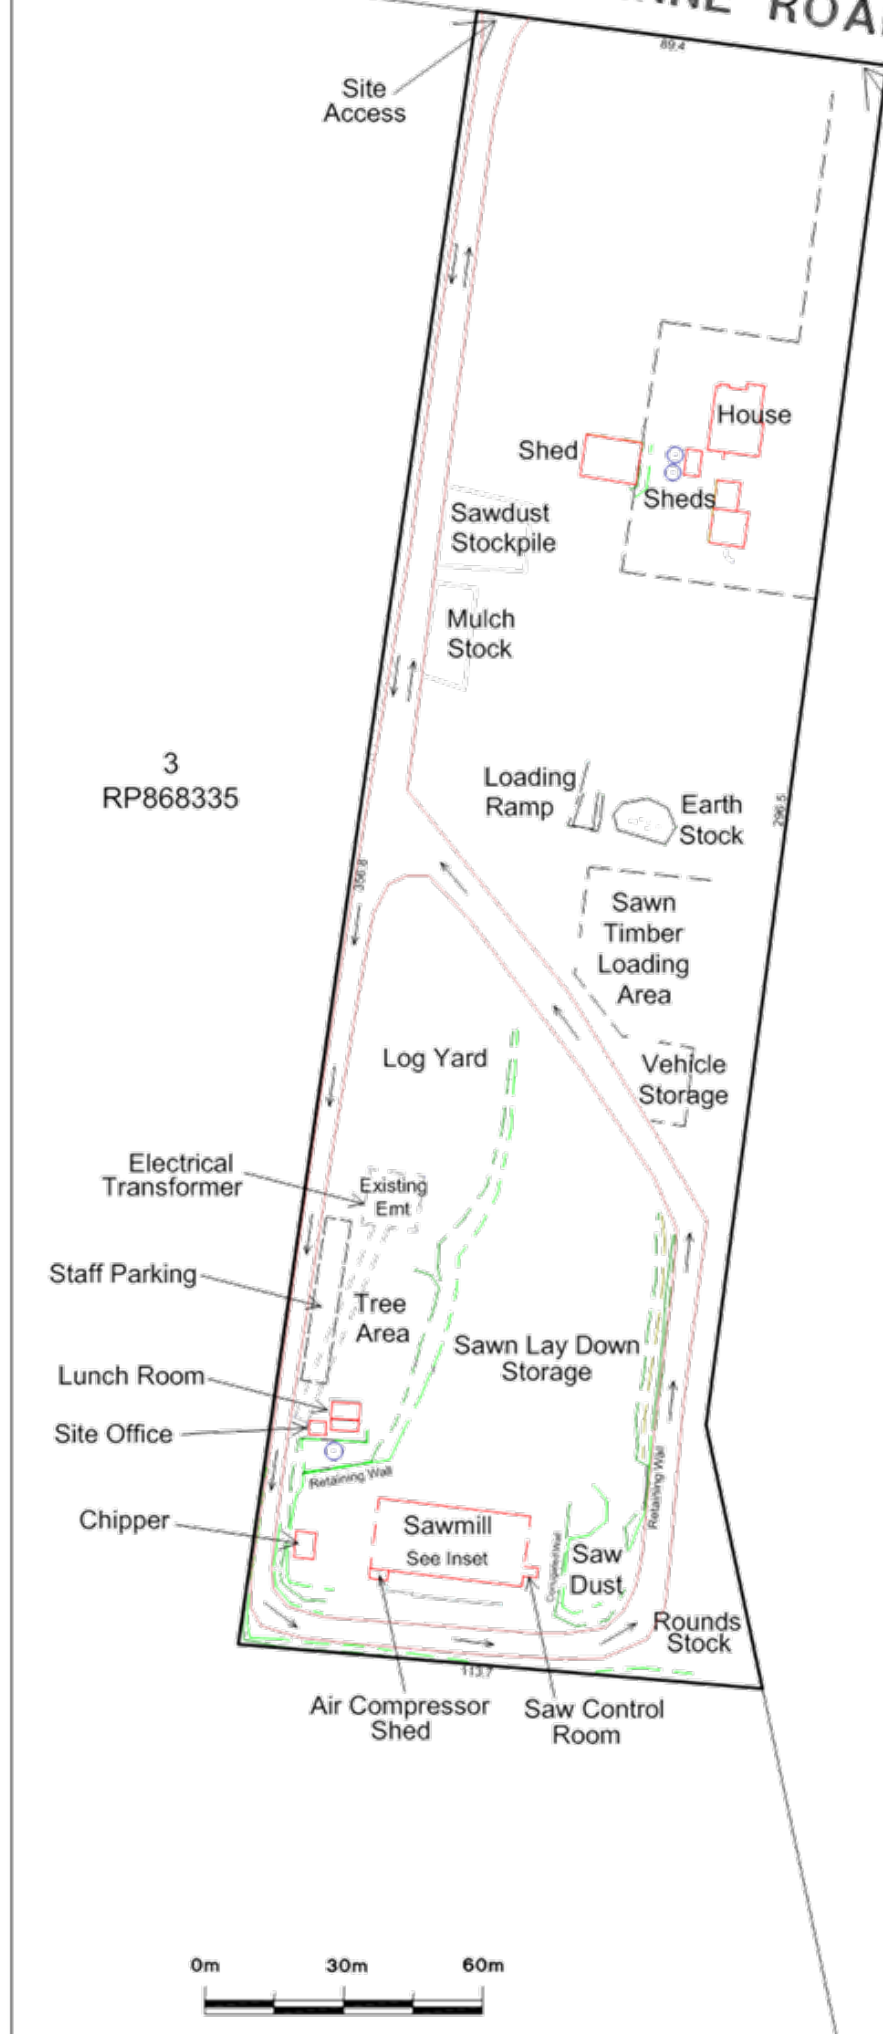 ROA
89.4
Site
Access
House
Shed
Sheds
Sawdust
Stockpile
Mulch
Stock
3
RP868335
Loading
Ramp
Earth
Stock
296.5
356.8
Sawn
Timber
Loading
Area
Log Yard
Vehicle
Storage
Electrical
Transformer
Existing
Emt
Staff Parking
Tree
Area
Sawn Lay Down
Storage
Lunch Room
Site Office
Retaining Wall
Retaining Wall
Chipper
Sawmill
See Inset
Saw
Dust
Rounds
Stock
113.7
Air Compressor
Shed
Saw Control
Room
0m 30m 60m